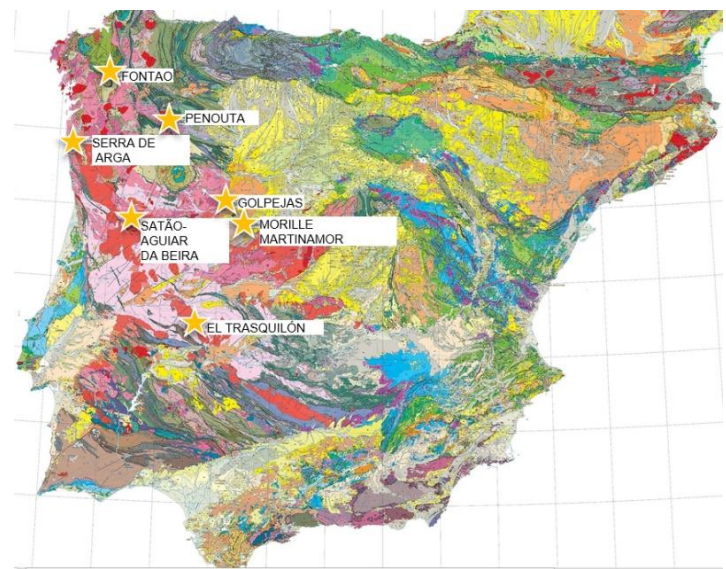 FONTAO
PENOUTA
SERRA DE
ARGA
GOLPEJAS
SATÃO-
AGUIAR
DA BEIRA
MORILLE
MARTINAMOR
EL TRASQUILÓN